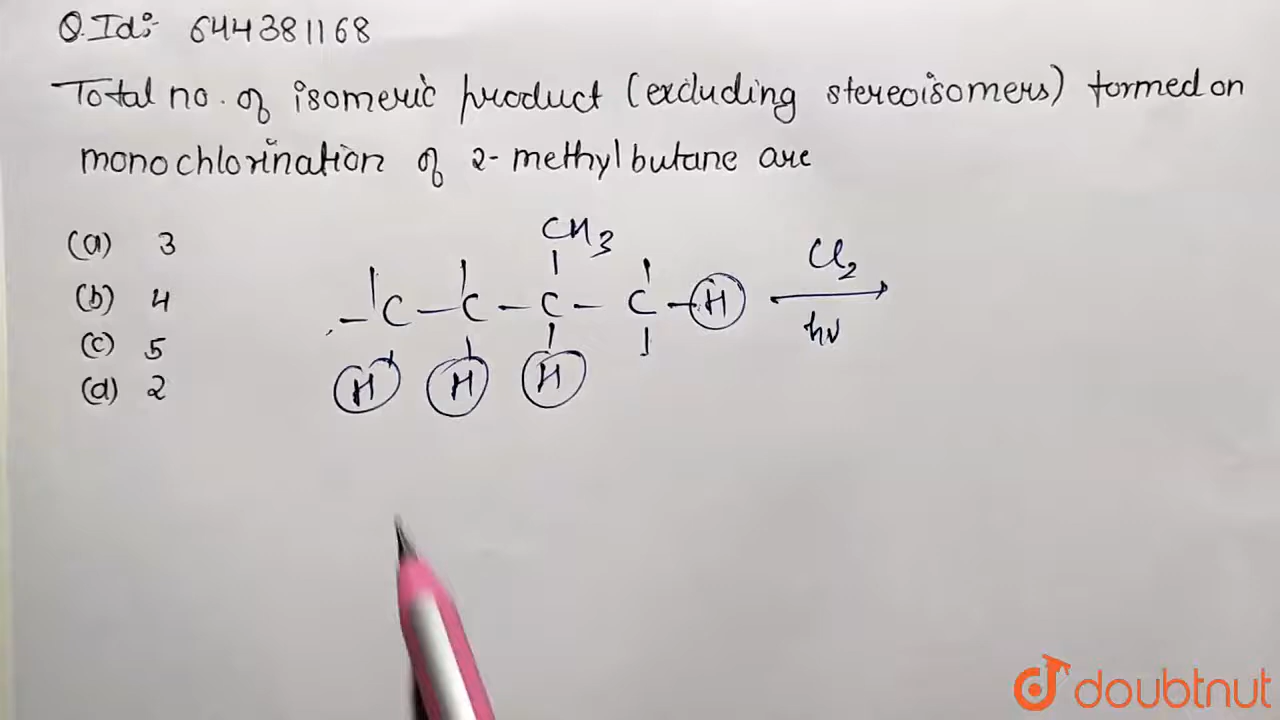 Q.Id:- 644381168
Total no. of isomeric product (excluding stereoisomers) formed on
monochlorination of 2-methylbutane are
(a) 3
(b) 4
(c) 5
(d) 2
CH3
C - C - C - C - H
Cl2
hν
H H H
doubtnut